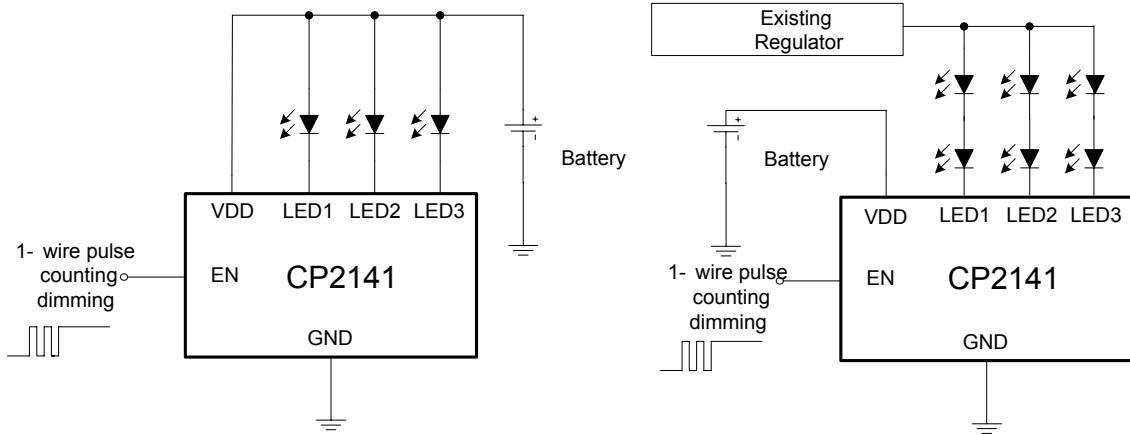 VDD LED1 LED2 LED3
Battery
1- wire pulse
counting
dimming
EN
CP2141
GND
+
-
Existing
Regulator
+
-
Battery
VDD LED1 LED2 LED3
1- wire pulse
counting
dimming
EN
CP2141
GND